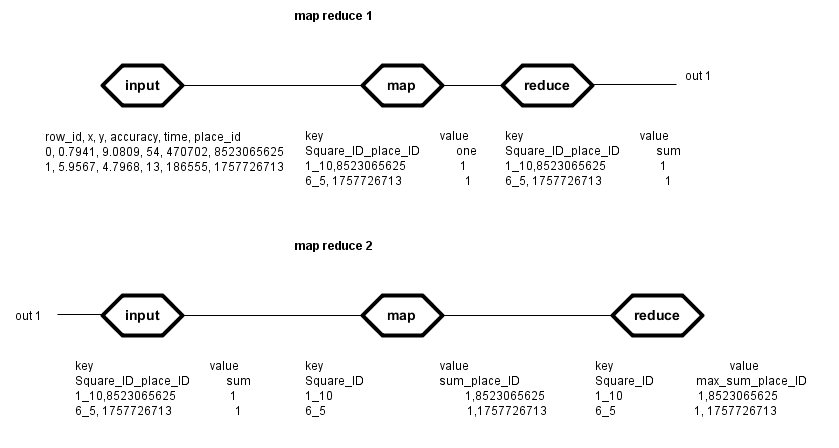 map reduce 1
input map reduce out 1
row_id, x, y, accuracy, time, place_id
0, 0.7941, 9.0809, 54, 470702, 8523065625
1, 5.9567, 4.7968, 13, 186555, 1757726713
key value
Square_ID_place_ID one
1_10,8523065625 1
6_5, 1757726713 1
key value
Square_ID_place_ID sum
1_10,8523065625 1
6_5, 1757726713 1
map reduce 2
out 1 input map reduce
key value
Square_ID_place_ID sum
1_10,8523065625 1
6_5, 1757726713 1
key value
Square_ID sum_place_ID
1_10 1,8523065625
6_5 1,1757726713
key value
Square_ID max_sum_place_ID
1_10 1,8523065625
6_5 1, 1757726713